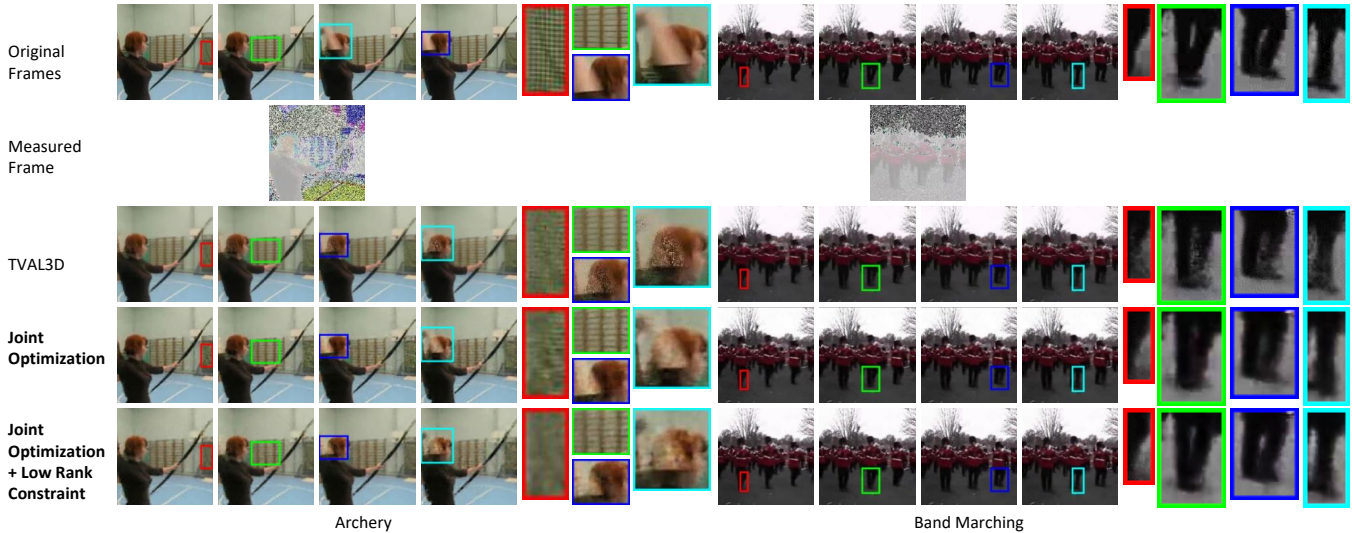 Original
Frames
Measured
Frame
TVAL3D
Joint
Optimization
Joint
Optimization
+ Low Rank
Constraint
Archery
Band Marching